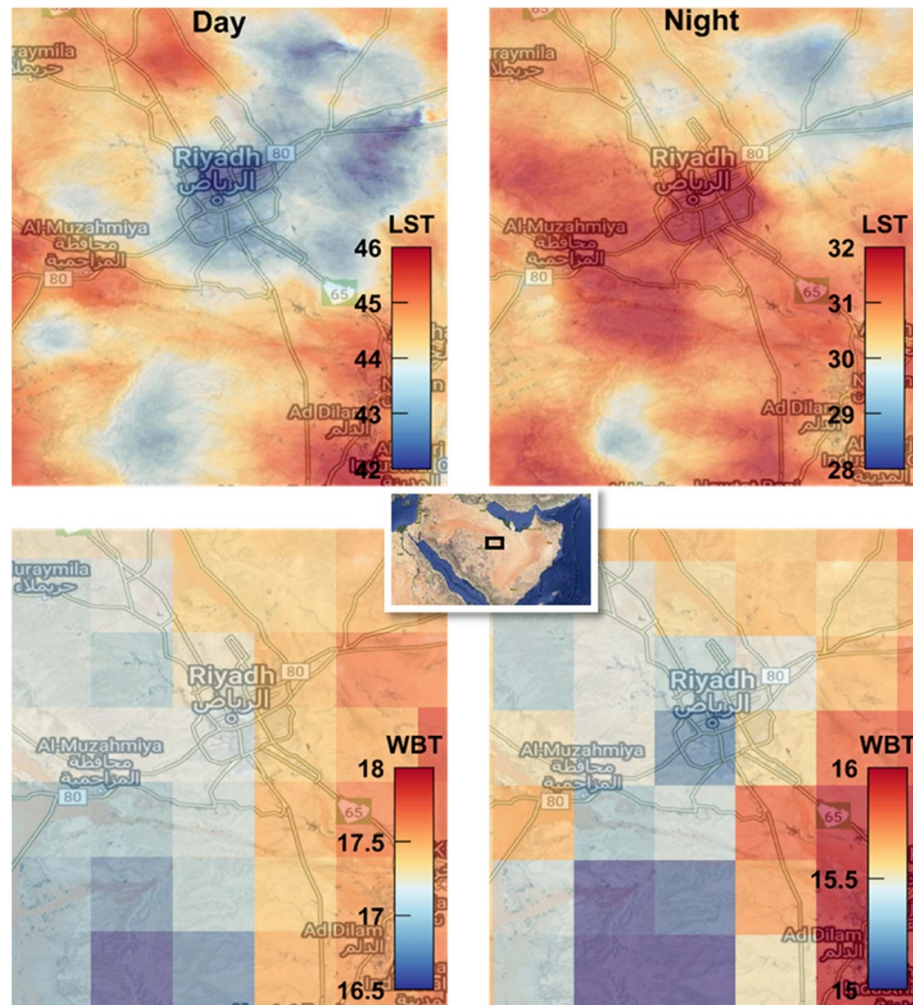 Day
65
uraymila
حريملاء
Riyadh
80
الرياض
Al-Muzahmiya
محافظة
المزاحمية
80
65
LST
46
45
44
43
42
Ad Dilam
الدلم
Night
65
uraymila
حريملاء
Riyadh
80
الرياض
Al-Muzahmiya
محافظة
المزاحمية
80
65
LST
32
31
30
29
28
Ad Dilam
الدلم
uraymila
حريملاء
Riyadh
80
الرياض
Al-Muzahmiya
محافظة
المزاحمية
80
65
WBT
18
17.5
17
16.5
Ad Dilam
الدلم
Riyadh
80
الرياض
Al-Muzahmiya
محافظة
المزاحمية
80
65
WBT
16
15.5
15
Ad Dilam
الدلم